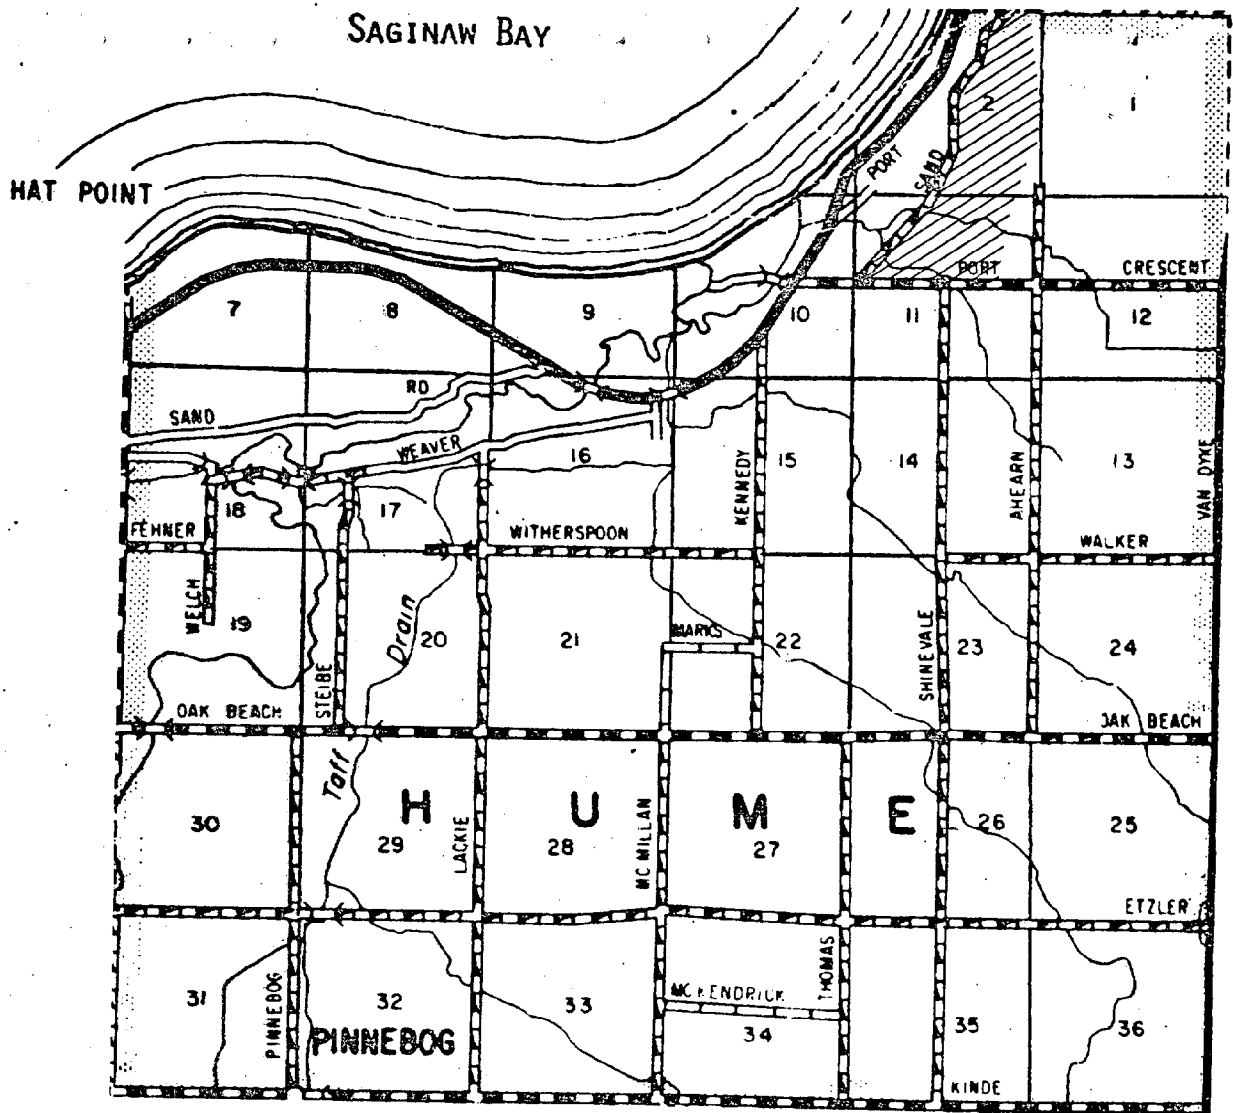 SAGINAW BAY
HAT POINT
2
1
PORT
SAND
PORT
CRESCENT
7
8
9
10
11
12
RD
SAND
WEAVER
16
KENNEDY
15
14
AHEARN
13
VAN DYKE
18
17
FEHNER
WITHERSPOON
WALKER
WELCH
19
20
Drain
21
MARKS
22
SHINEVALE
23
24
STEIBE
OAK BEACH
OAK BEACH
Taff
H U M E
30
29
LACKIE
28
MC MILLAN
27
26
25
ETZLER
31
PINNEBOG
32
33
MC KENDRICK
THOMAS
34
35
36
PINNEBOG
KINDE